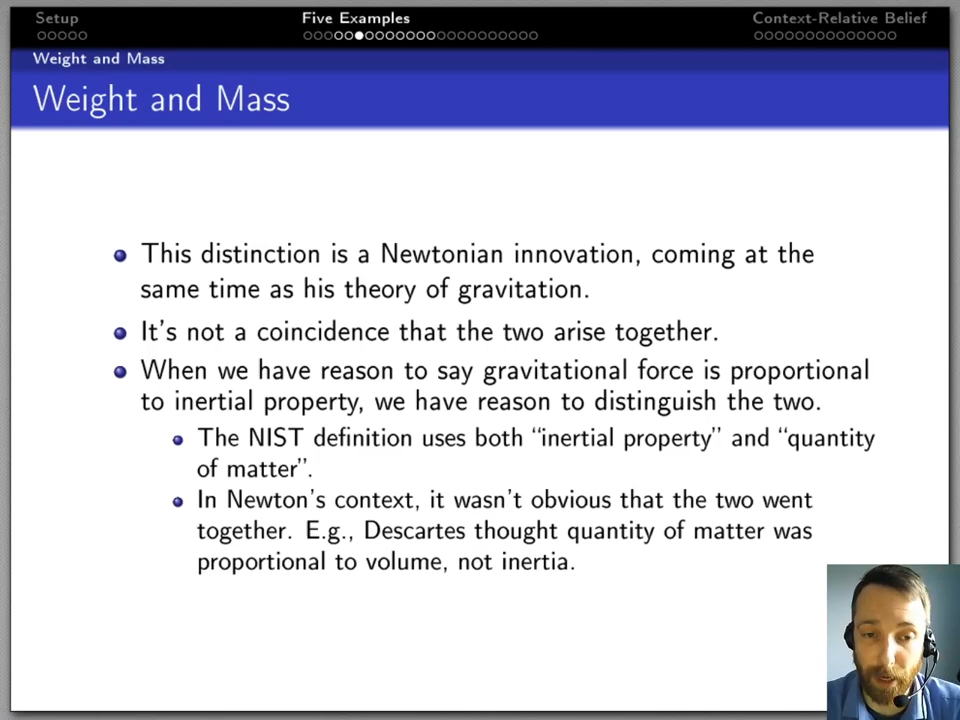 Setup
Five Examples
Context-Relative Belief
Weight and Mass
Weight and Mass
This distinction is a Newtonian innovation, coming at the
same time as his theory of gravitation.
It's not a coincidence that the two arise together.
When we have reason to say gravitational force is proportional
to inertial property, we have reason to distinguish the two.
The NIST definition uses both “inertial property” and “quantity
of matter”.
In Newton's context, it wasn't obvious that the two went
together. E.g., Descartes thought quantity of matter was
proportional to volume, not inertia.